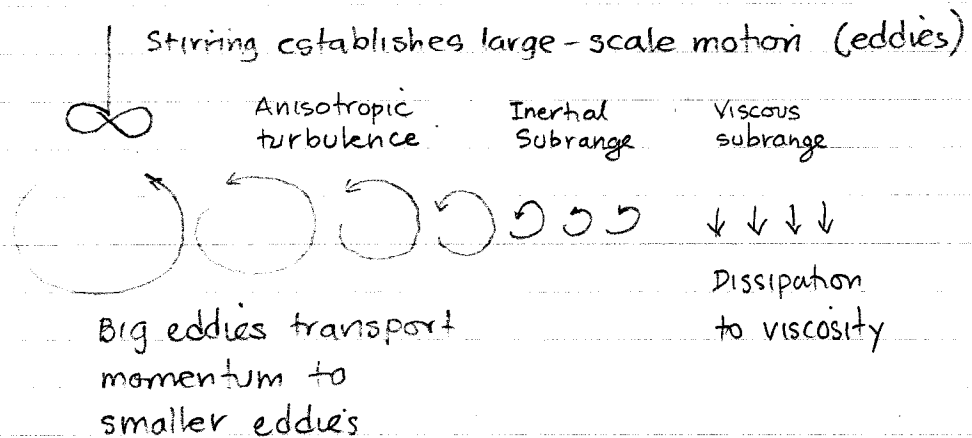 Stirring establishes large-scale motion (eddies)
Anisotropic
turbulence
Inertial
Subrange
Viscous
subrange
Dissipation
to viscosity
Big eddies transport
momentum to
smaller eddies